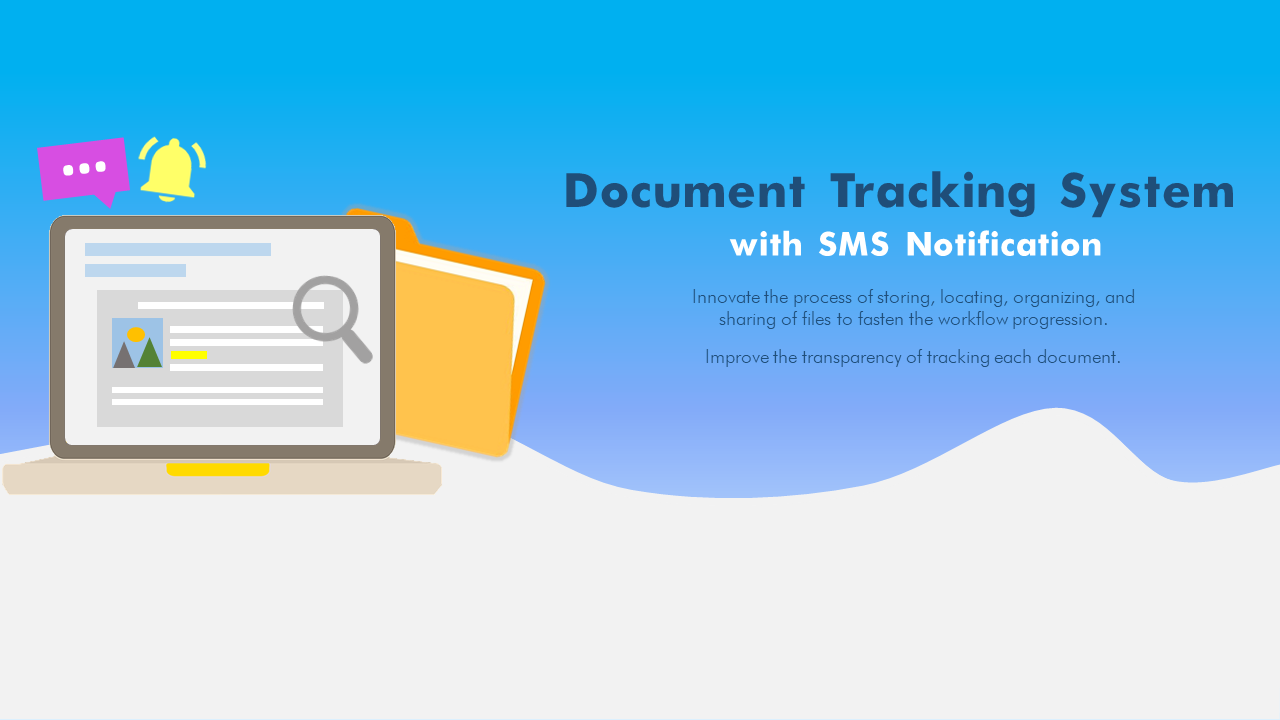 Document Tracking System
with SMS Notification
Innovate the process of storing, locating, organizing, and
sharing of files to fasten the workflow progression.
Improve the transparency of tracking each document.